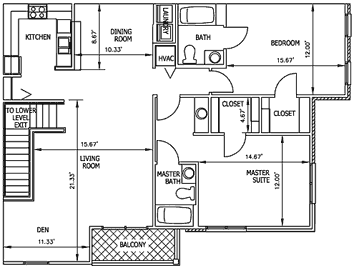 KITCHEN
DINING
ROOM
8.67'
10.33'
LAUNDRY
HVAC
BATH
BEDROOM
15.67'
12.00'
TO LOWER
LEVEL
EXIT
CLOSET
4.67'
CLOSET
15.67'
LIVING
ROOM
21.33'
MASTER
BATH
14.67'
MASTER
SUITE
12.00'
DEN
11.33'
BALCONY